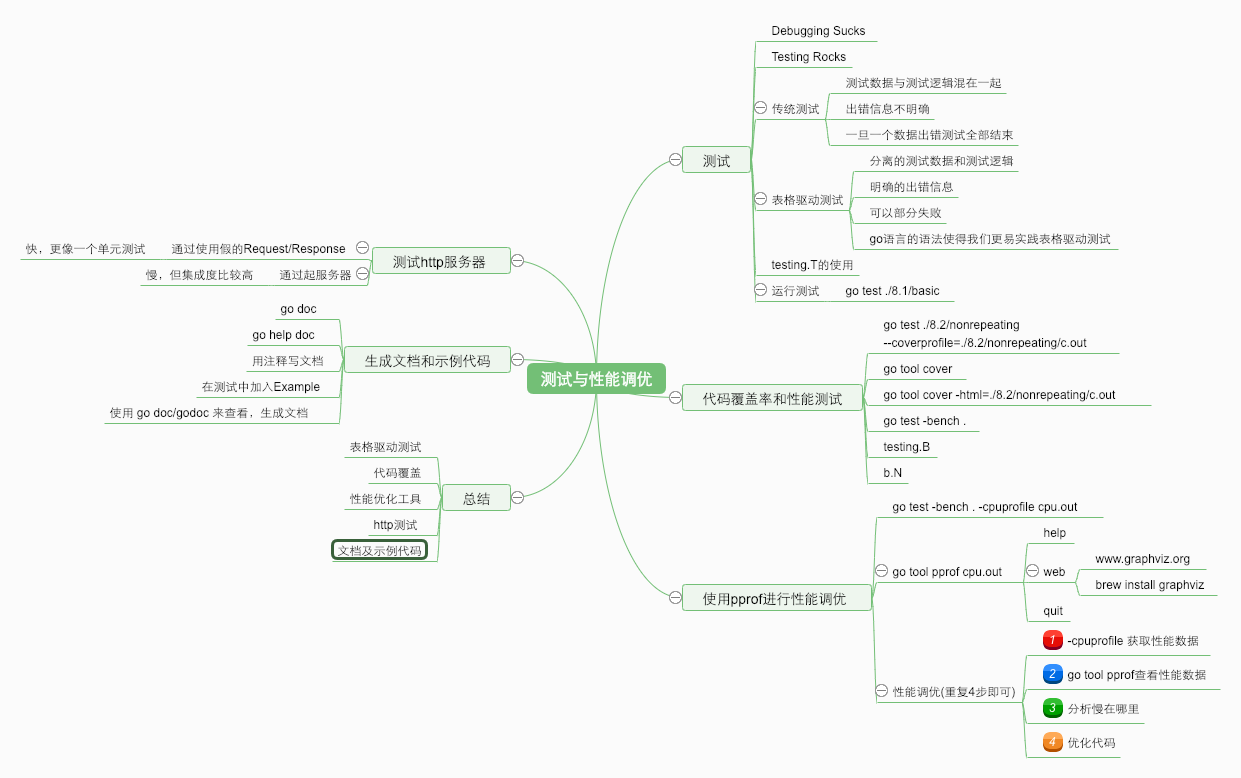 测试与性能调优
测试
Debugging Sucks
Testing Rocks
传统测试
测试数据与测试逻辑混在一起
出错信息不明确
一旦一个数据出错测试全部结束
表格驱动测试
分离的测试数据和测试逻辑
明确的出错信息
可以部分失败
go语言的语法使得我们更易实践表格驱动测试
testing.T的使用
运行测试
go test ./8.1/basic
代码覆盖率和性能测试
go test ./8.2/nonrepeating
--coverprofile=./8.2/nonrepeating/c.out
go tool cover
go tool cover -html=./8.2/nonrepeating/c.out
go test -bench .
testing.B
b.N
使用pprof进行性能调优
go test -bench . -cpuprofile cpu.out
go tool pprof cpu.out
help
web
www.graphviz.org
brew install graphviz
quit
性能调优(重复4步即可)
1 -cpuprofile 获取性能数据
2 go tool pprof查看性能数据
3 分析慢在哪里
4 优化代码
测试http服务器
通过使用假的Request/Response
快，更像一个单元测试
通过起服务器
慢，但集成度比较高
生成文档和示例代码
go doc
go help doc
用注释写文档
在测试中加入Example
使用 go doc/godoc 来查看，生成文档
总结
表格驱动测试
代码覆盖
性能优化工具
http测试
文档及示例代码